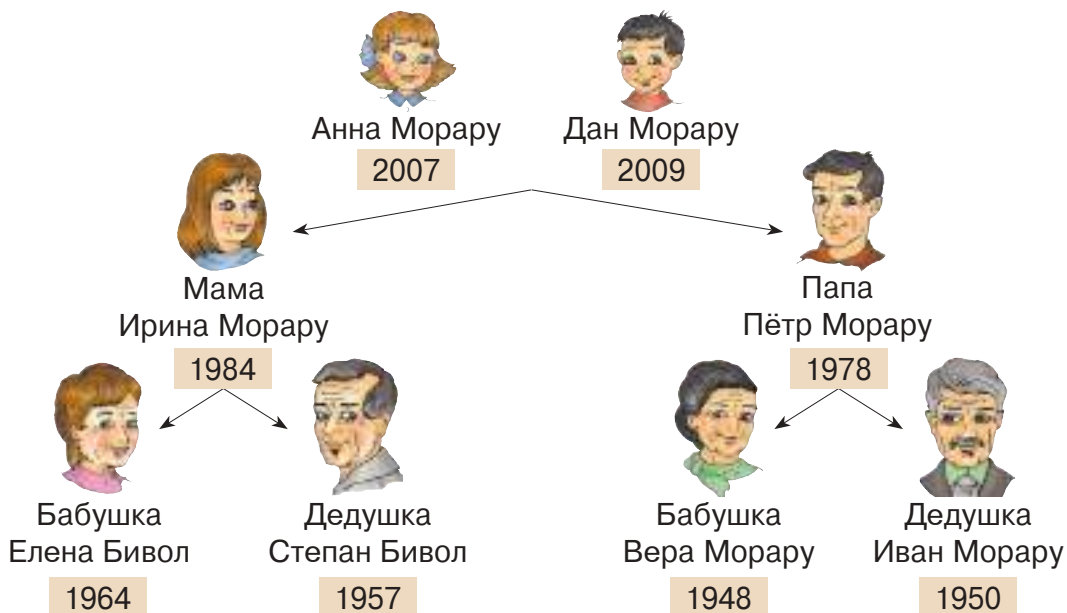 Анна Морару
2007
Дан Морару
2009
Мама
Ирина Морару
1984
Папа
Пётр Морару
1978
Бабушка
Елена Бивол
1964
Дедушка
Степан Бивол
1957
Бабушка
Вера Морару
1948
Дедушка
Иван Морару
1950